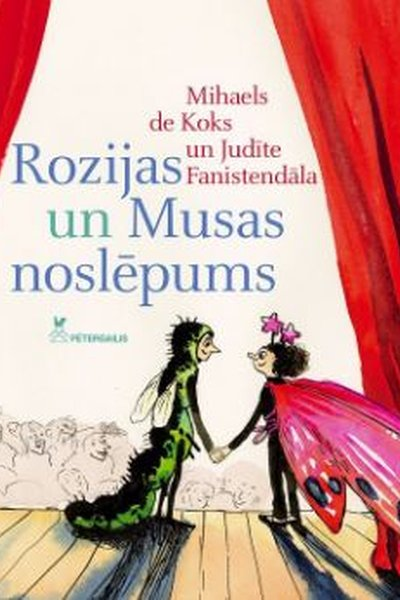 Mihaels
de Koks
un Judīte
Fanistendāla
Rozijas
un Musas
noslēpums
PĒTERGAILIS